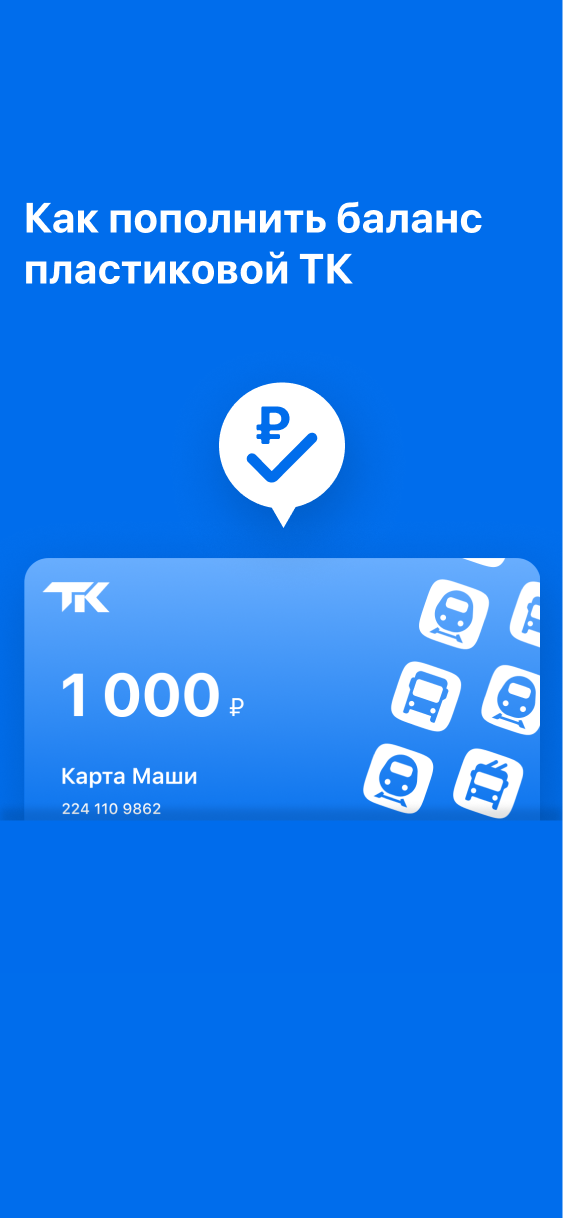 Как пополнить баланс
пластиковой ТК
₽
ТК
1 000 ₽
Карта Маши
224 110 9862